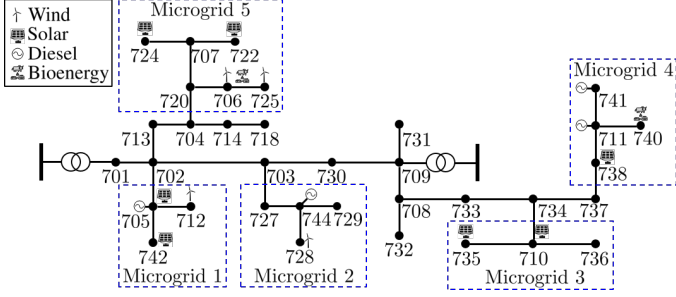 Wind
Solar
Diesel
Bioenergy
Microgrid 5
724 707 722
720 706 725
Microgrid 4
741
711 740
738
713 704 714 718
731
701 702 703 730 709
705 712
742
Microgrid 1
727 744 729
728
Microgrid 2
708 733 734 737
732
735 710 736
Microgrid 3